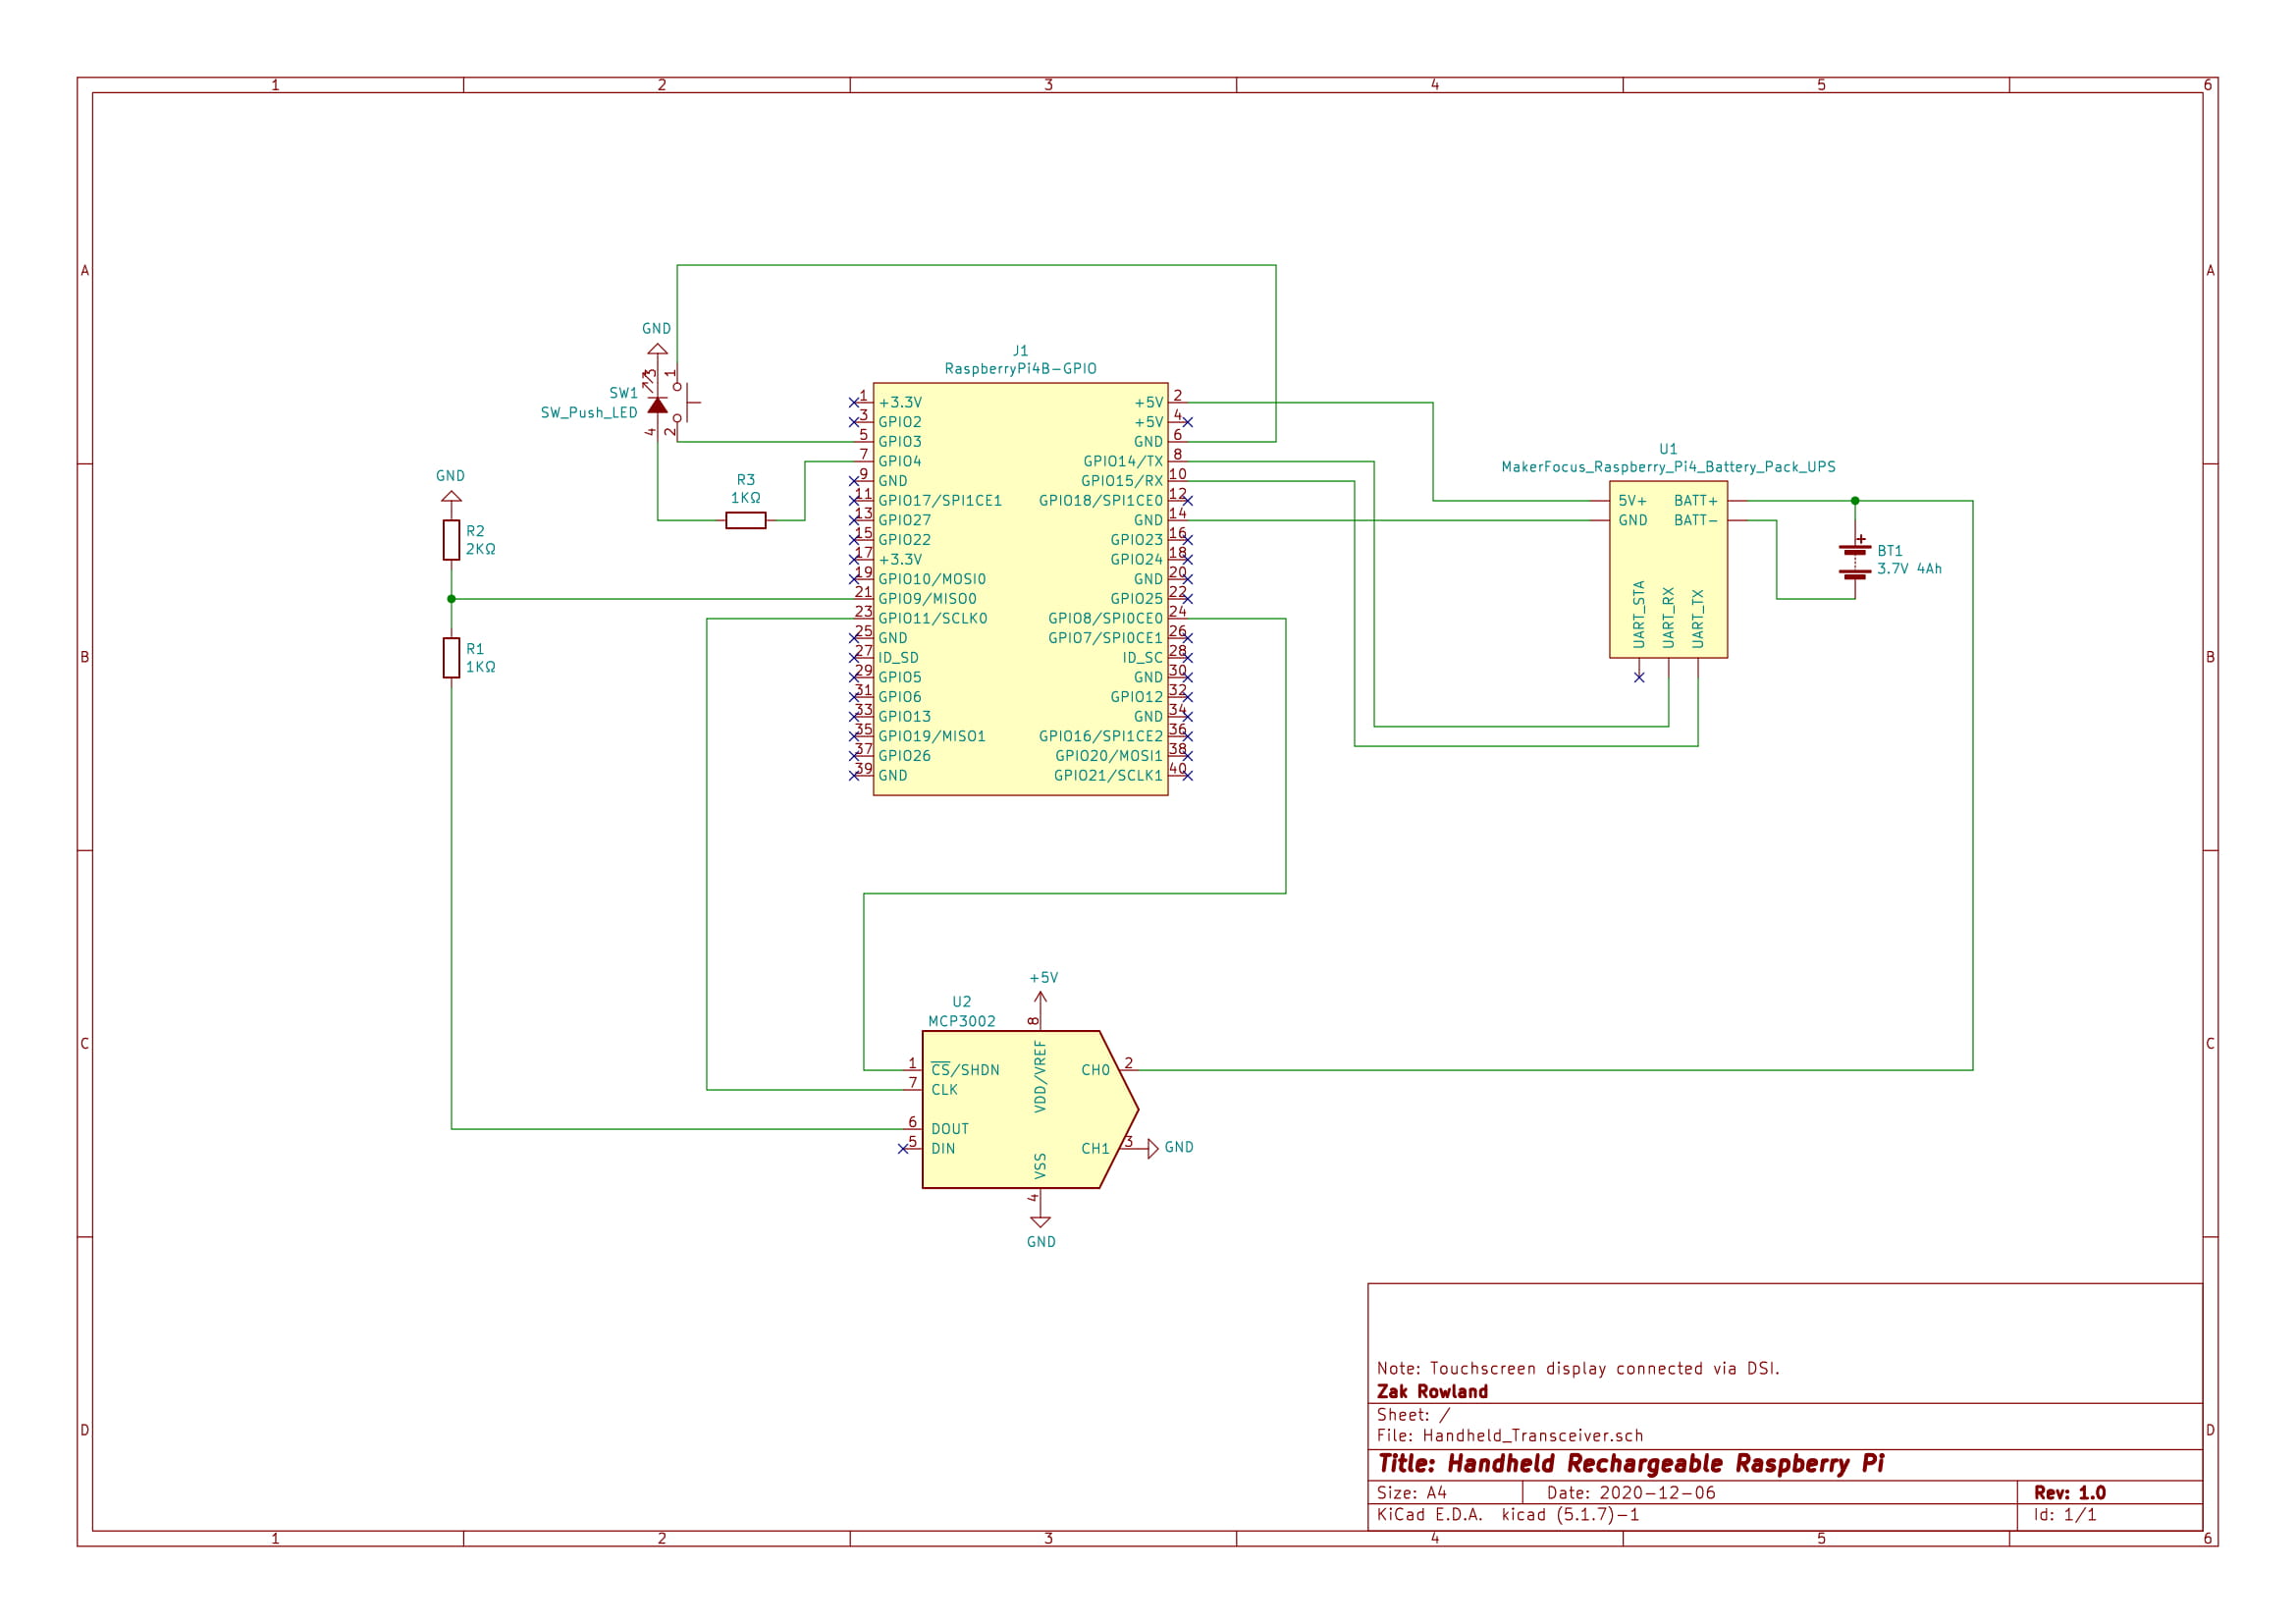 1 2 3 4 5 6
A A
GND
J1
RaspberryPi4B-GPIO
SW1
SW_Push_LED
3 1
4 2
1 +3.3V +5V 2
3 GPIO2 +5V 4
5 GPIO3 GND 6
7 GPIO4 GPIO14/TX 8
9 GND GPIO15/RX 10
11 GPIO17/SPI1CE1 GPIO18/SPI1CE0 12
13 GPIO27 GND 14
15 GPIO22 GPIO23 16
17 +3.3V GPIO24 18
19 GPIO10/MOSI0 GND 20
21 GPIO9/MISO0 GPIO25 22
23 GPIO11/SCLK0 GPIO8/SPI0CE0 24
25 GND GPIO7/SPI0CE1 26
27 ID_SD ID_SC 28
29 GPIO5 GND 30
31 GPIO6 GPIO12 32
33 GPIO13 GND 34
35 GPIO19/MISO1 GPIO16/SPI1CE2 36
37 GPIO26 GPIO20/MOSI1 38
39 GND GPIO21/SCLK1 40
R3
1KΩ
GND
R2
2KΩ
R1
1KΩ
U1
MakerFocus_Raspberry_Pi4_Battery_Pack_UPS
5V+ BATT+
GND BATT-
UART_STA
UART_RX
UART_TX
+
BT1
3.7V 4Ah
B B
+5V
U2
MCP3002
8
VDD/VREF
1 CS/SHDN CH0 2
7 CLK
6 DOUT
5 DIN CH1 3
GND
VSS
4
GND
C C
D D
Note: Touchscreen display connected via DSI.
Zak Rowland
Sheet: /
File: Handheld_Transceiver.sch
Title: Handheld Rechargeable Raspberry Pi
Size: A4 Date: 2020-12-06 Rev: 1.0
KiCad E.D.A. kicad (5.1.7)-1 Id: 1/1
1 2 3 4 5 6